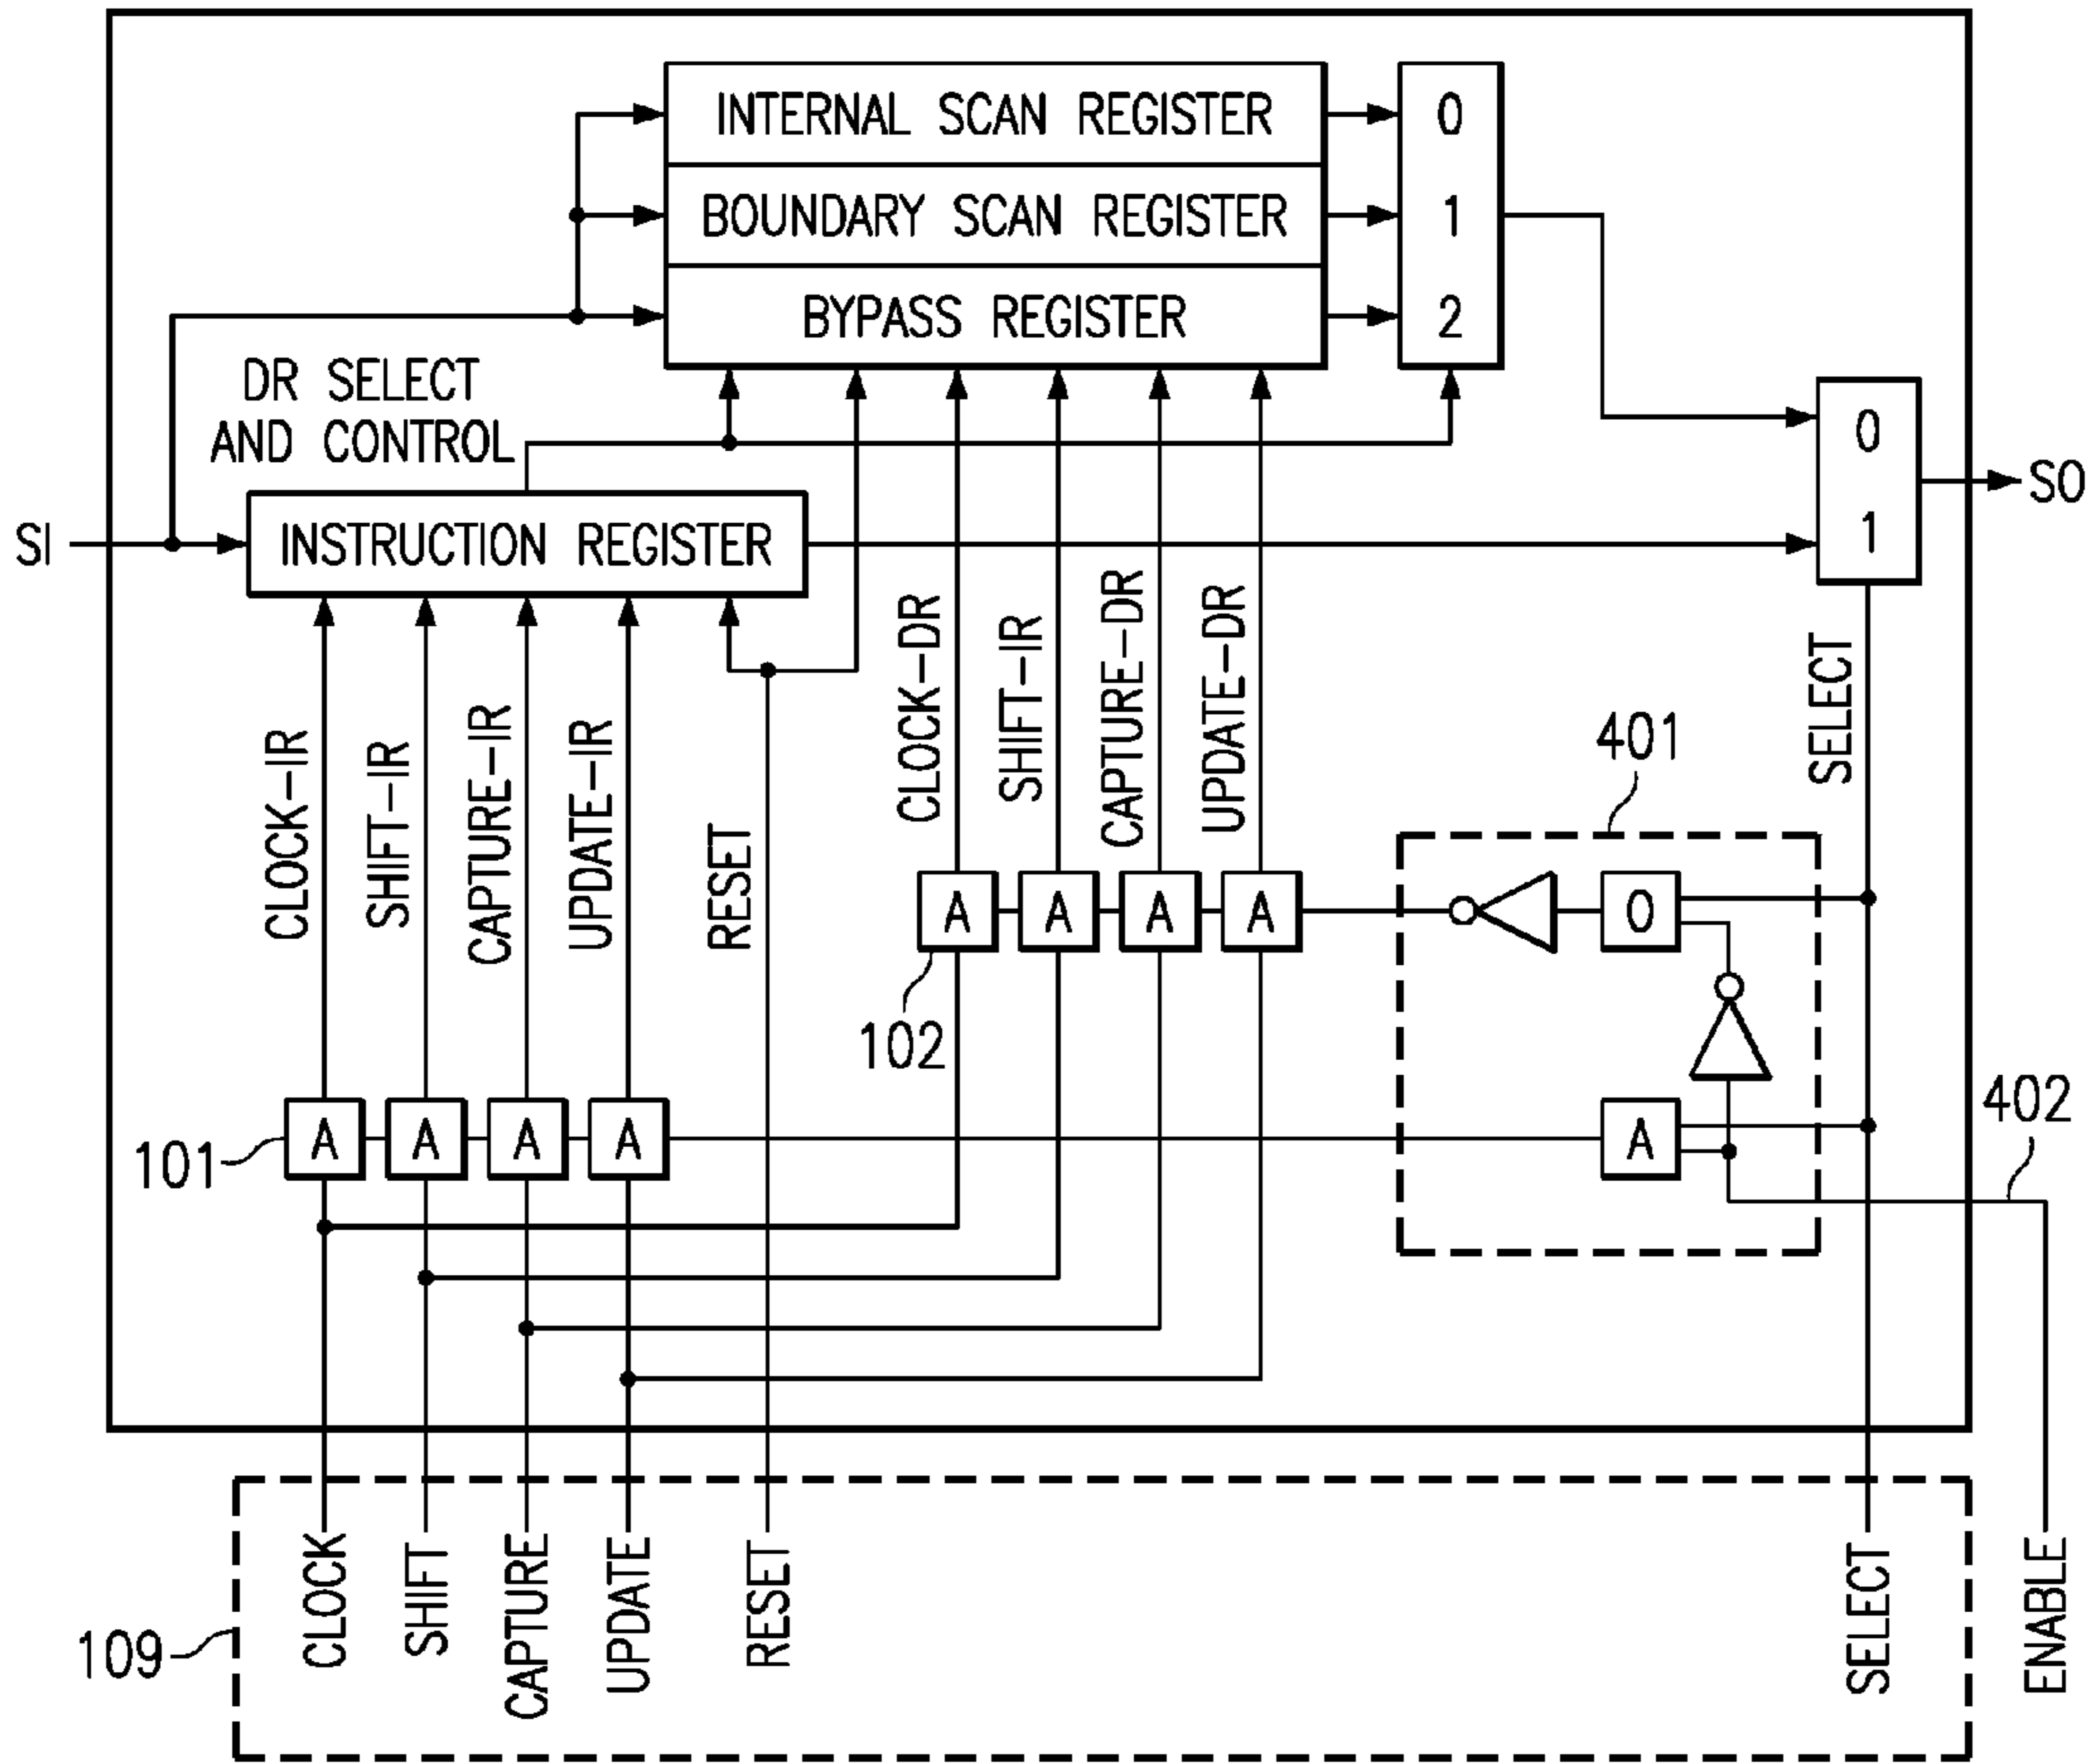 INTERNAL SCAN REGISTER
0
BOUNDARY SCAN REGISTER
1
BYPASS REGISTER
2
DR SELECT
AND CONTROL
0
SO
SI
INSTRUCTION REGISTER
1
CLOCK-IR
SHIFT-IR
CAPTURE-IR
UPDATE-IR
RESET
CLOCK-DR
SHIFT-IR
CAPTURE-DR
UPDATE-DR
SELECT
401
A
A
A
A
O
102
402
101
A
A
A
A
A
109
CLOCK
SHIFT
CAPTURE
UPDATE
RESET
SELECT
ENABLE